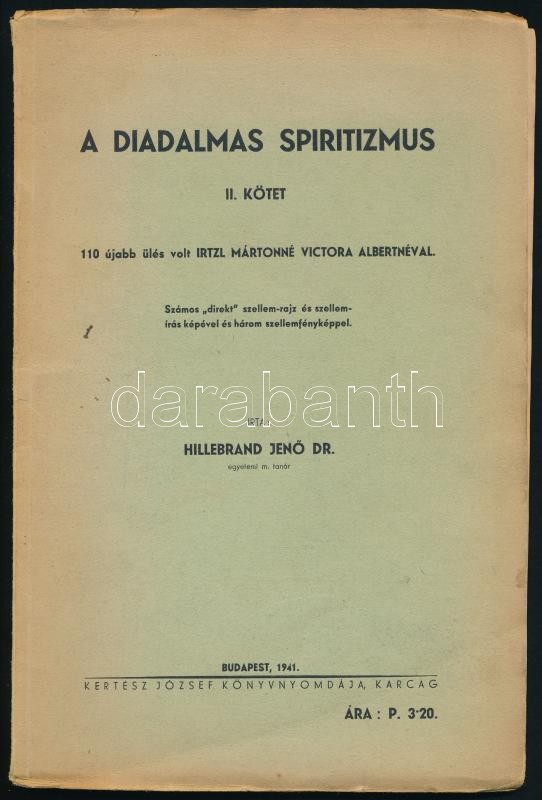 A DIADALMAS SPIRITIZMUS
II. KÖTET
110 újabb ülés volt IRTZL MÁRTONNÉ VICTORA ALBERTNÉVAL.
Számos „direkt" szellem-rajz és szellem-
írás képével és három szellemfényképpel.
darabanth
IRTA:
HILLEBRAND JENŐ DR.
egyetemi m. tanár
BUDAPEST, 1941.
KERTÉSZ JÓZSEF KÖNYVNYOMDÁJA, KARCAG
ÁRA : P. 3·20.